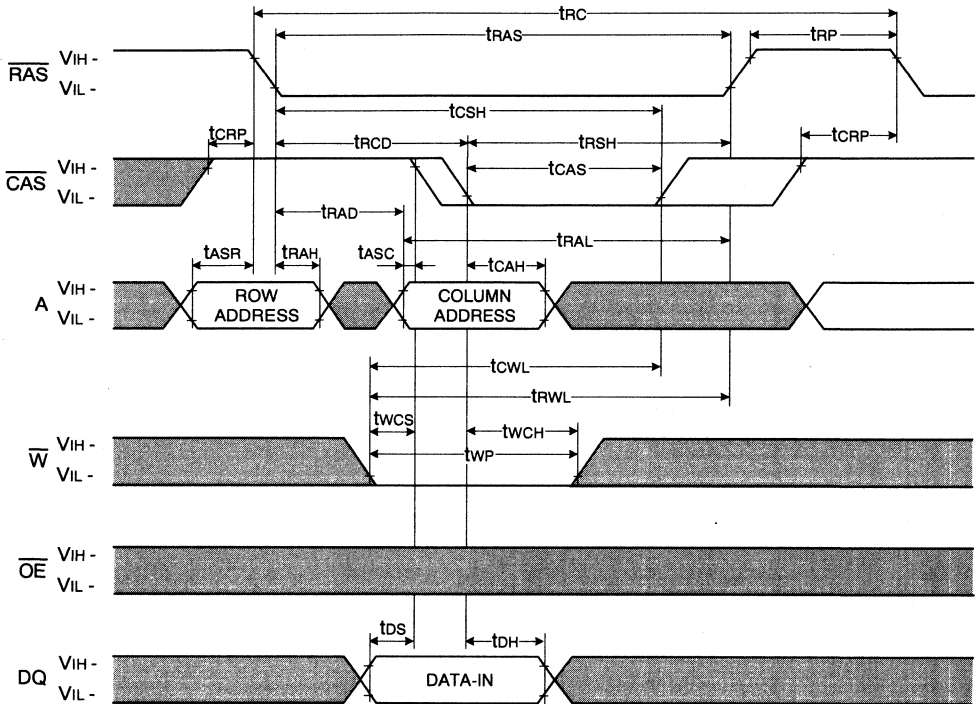 tRC
tRAS
tRP
RAS
VIH -
VIL -
tCSH
tCRP
tRCD
tRSH
tCRP
CAS
VIH -
VIL -
tCAS
tRAD
tRAL
tASR
tRAH
tASC
tCAH
A
VIH -
VIL -
ROW
ADDRESS
COLUMN
ADDRESS
tCWL
tRWL
tWCS
tWCH
W
VIH -
VIL -
tWP
OE
VIH -
VIL -
tDS
tDH
DQ
VIH -
VIL -
DATA-IN